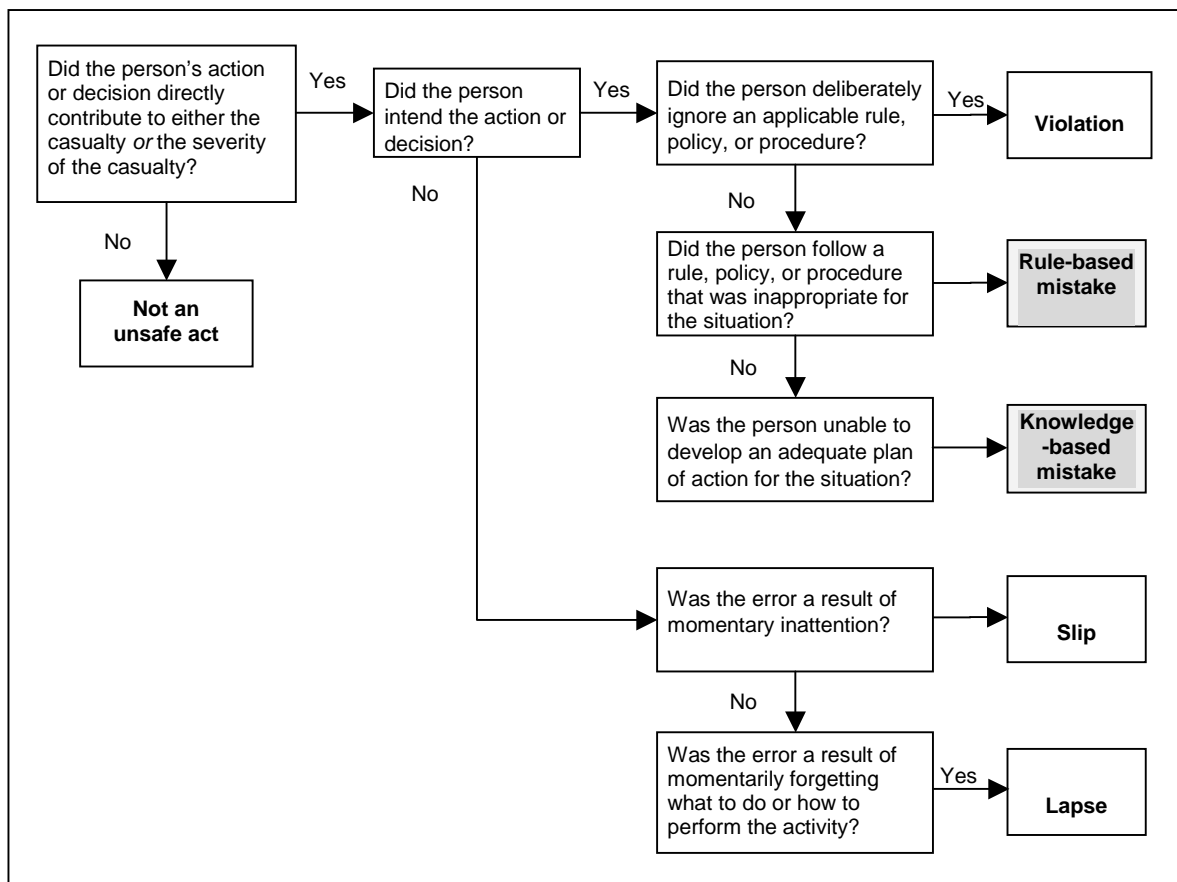 Did the person's action
or decision directly
contribute to either the
casualty or the severity
of the casualty?
Yes
Did the person
intend the action or
decision?
Yes
Did the person deliberately
ignore an applicable rule,
policy, or procedure?
Yes
Violation
No
Not an
unsafe act
No
No
Did the person follow a
rule, policy, or procedure
that was inappropriate for
the situation?
Rule-based
mistake
No
Was the person unable to
develop an adequate plan
of action for the situation?
Knowledge
-based
mistake
Was the error a result of
momentary inattention?
Slip
No
Was the error a result of
momentarily forgetting
what to do or how to
perform the activity?
Yes
Lapse